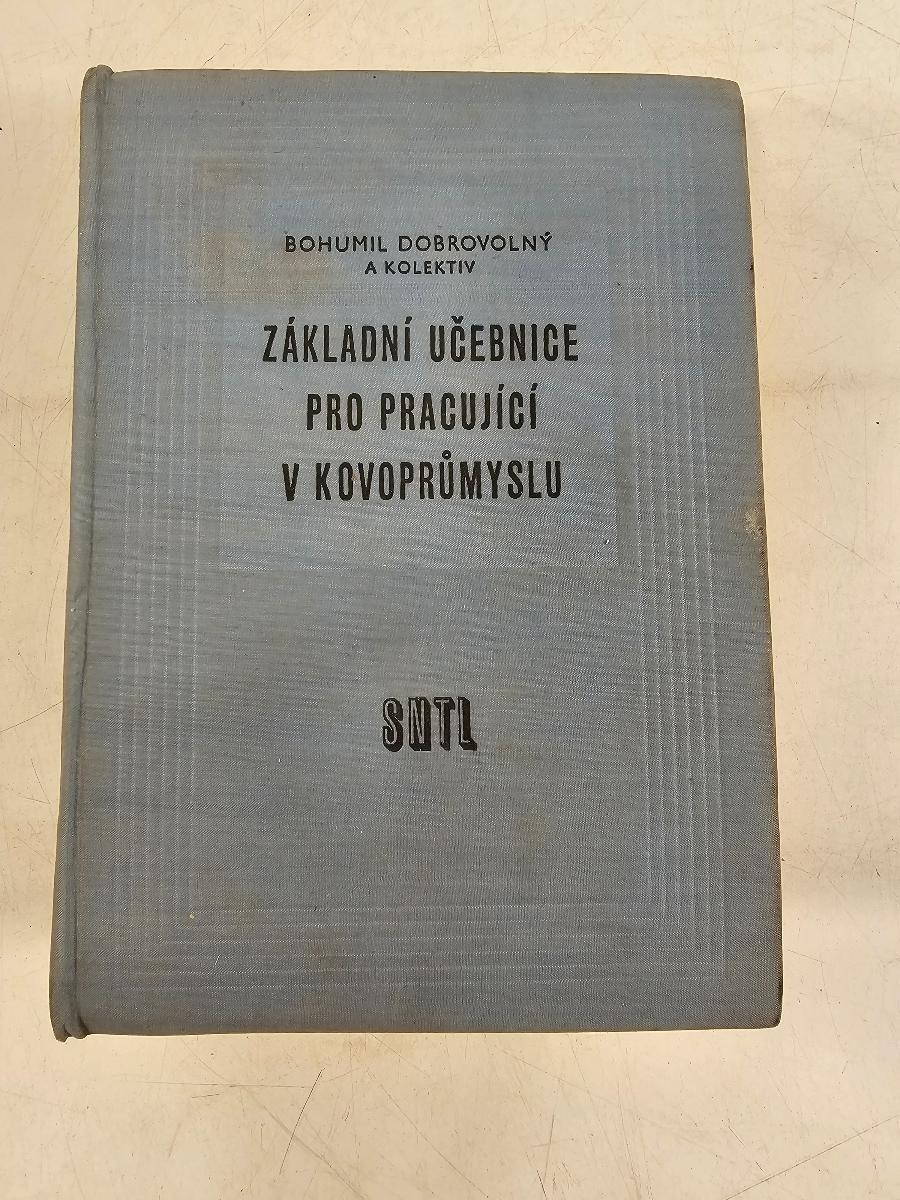 BOHUMIL DOBROVOLNÝ
A KOLEKTIV
ZÁKLADNÍ UČEBNICE
PRO PRACUJÍCÍ
V KOVOPRŮMYSLU
SNTL